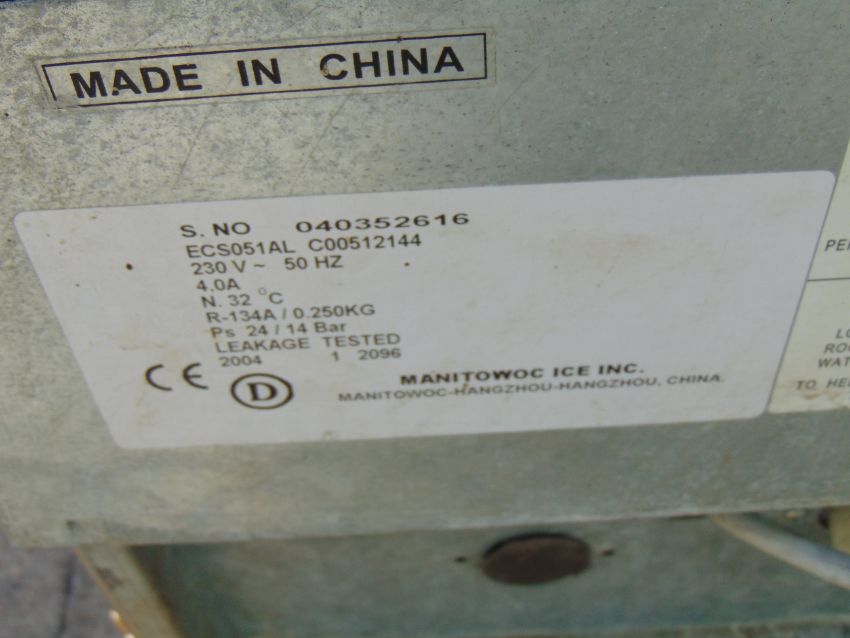 MADE IN CHINA
S. NO 040352616
ECS051AL C00512144
230 V ~ 50 HZ
4.0A
N. 32 °C
R-134A / 0.250KG
Ps 24 / 14 Bar
LEAKAGE TESTED
2004 1 2096
CE D
MANITOWOC ICE INC.
MANITOWOC-HANGZHOU-HANGZHOU, CHINA.
TO